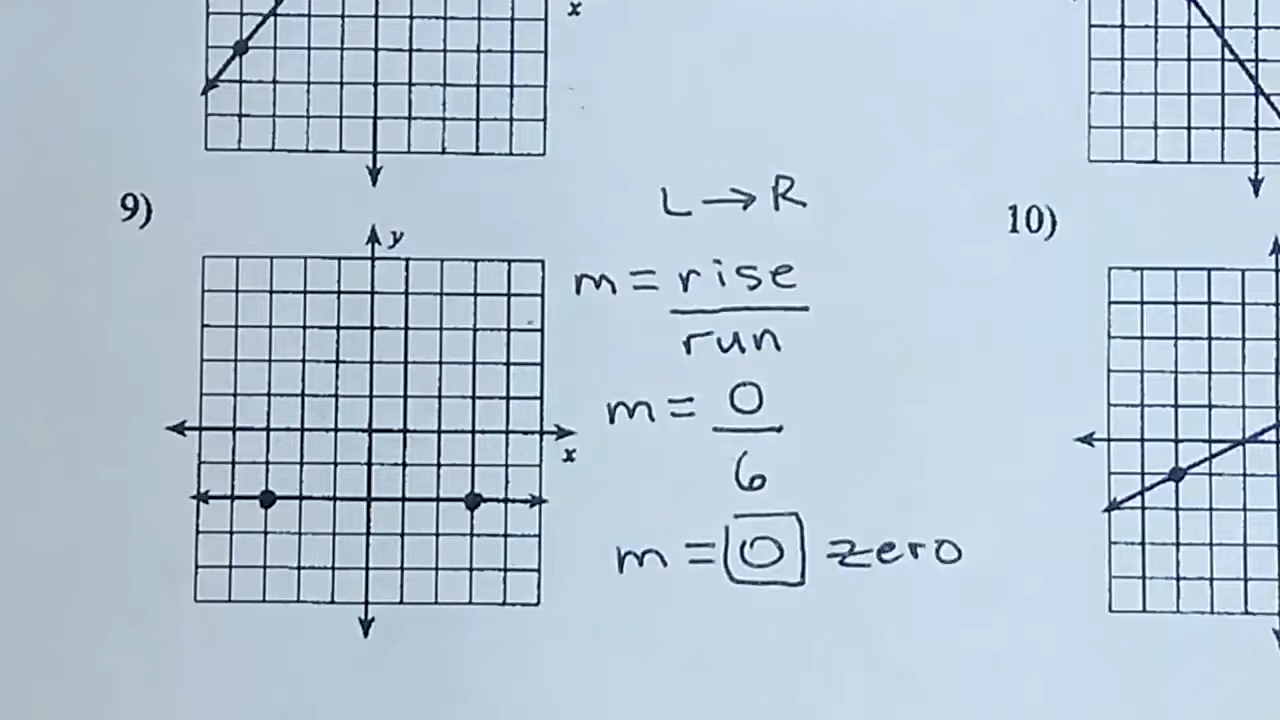 x
9)
y
x
L → R
m = rise
run
m = 0
6
m = 0 zero
10)